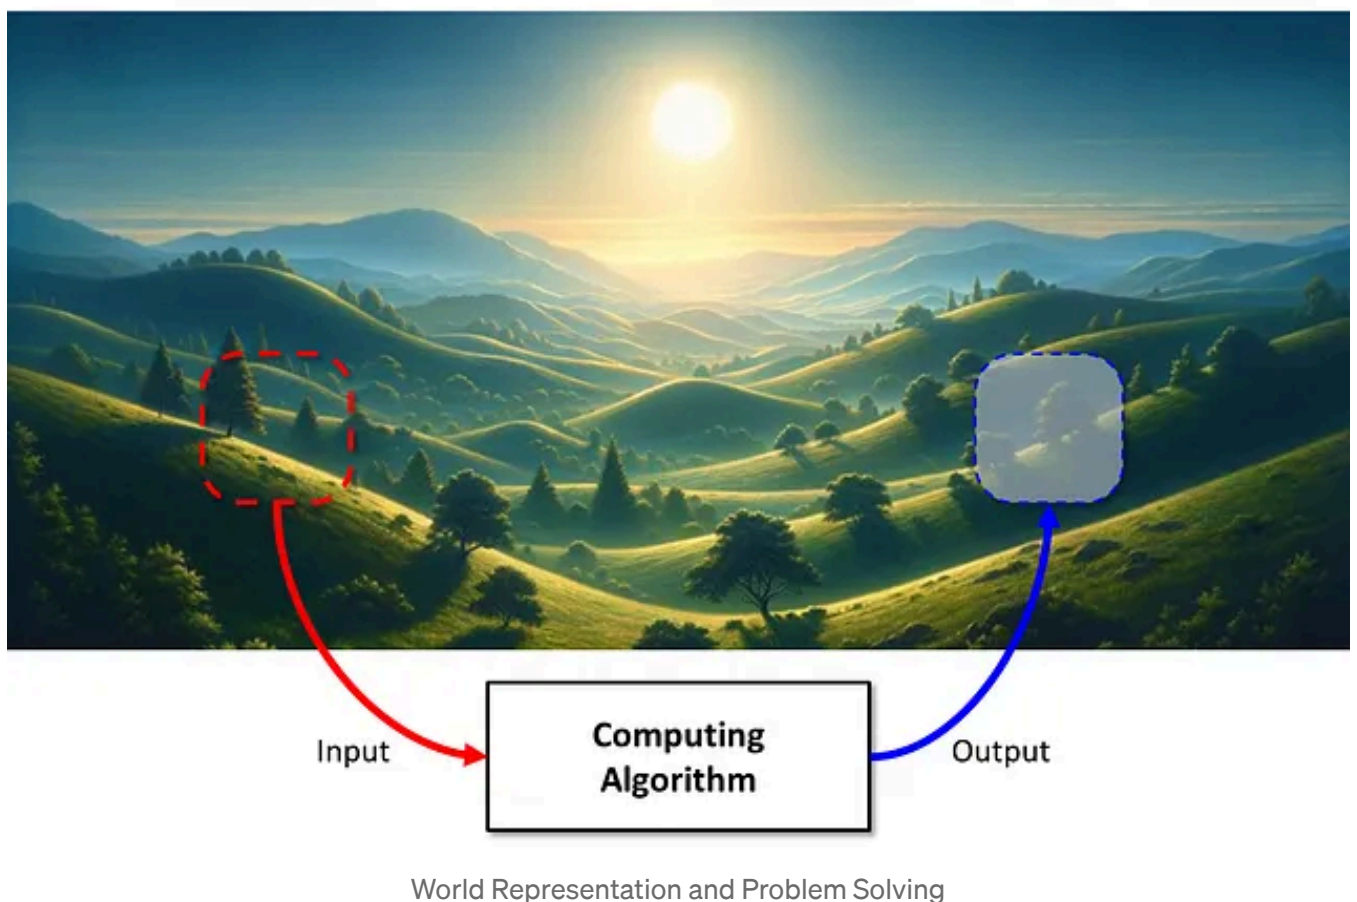 Input
Computing
Algorithm
Output
World Representation and Problem Solving